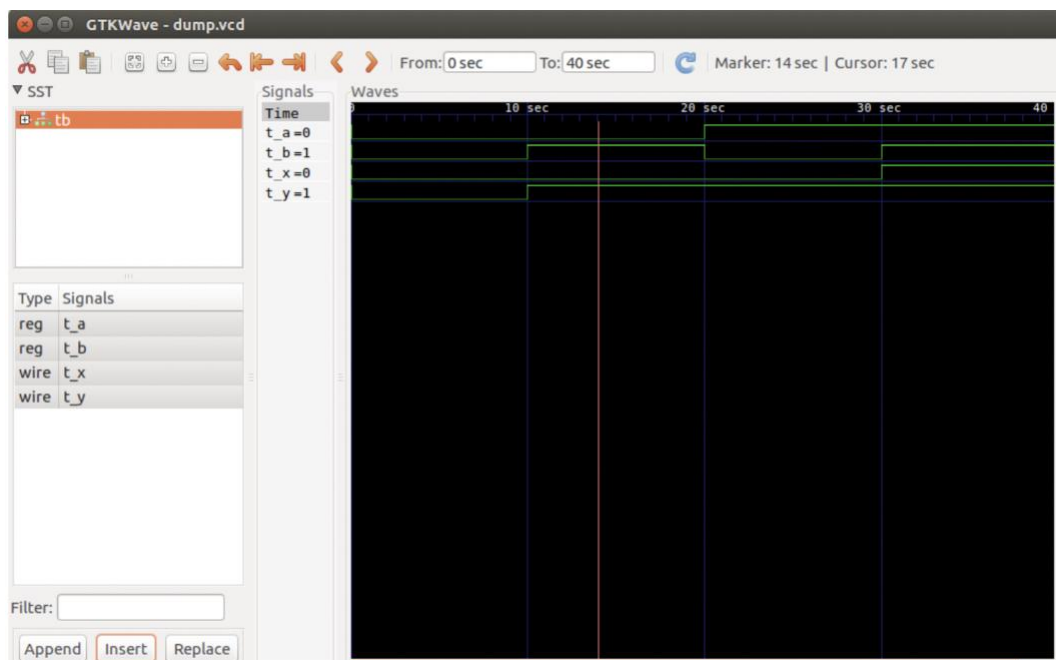 GTKWave - dump.vcd
From: 0 sec To: 40 sec Marker: 14 sec | Cursor: 17 sec
▼ SST
tb
Type Signals
reg t_a
reg t_b
wire t_x
wire t_y
Filter:
Append Insert Replace
Signals
Time
t_a=0
t_b=1
t_x=0
t_y=1
Waves
0 10 sec 20 sec 30 sec 40